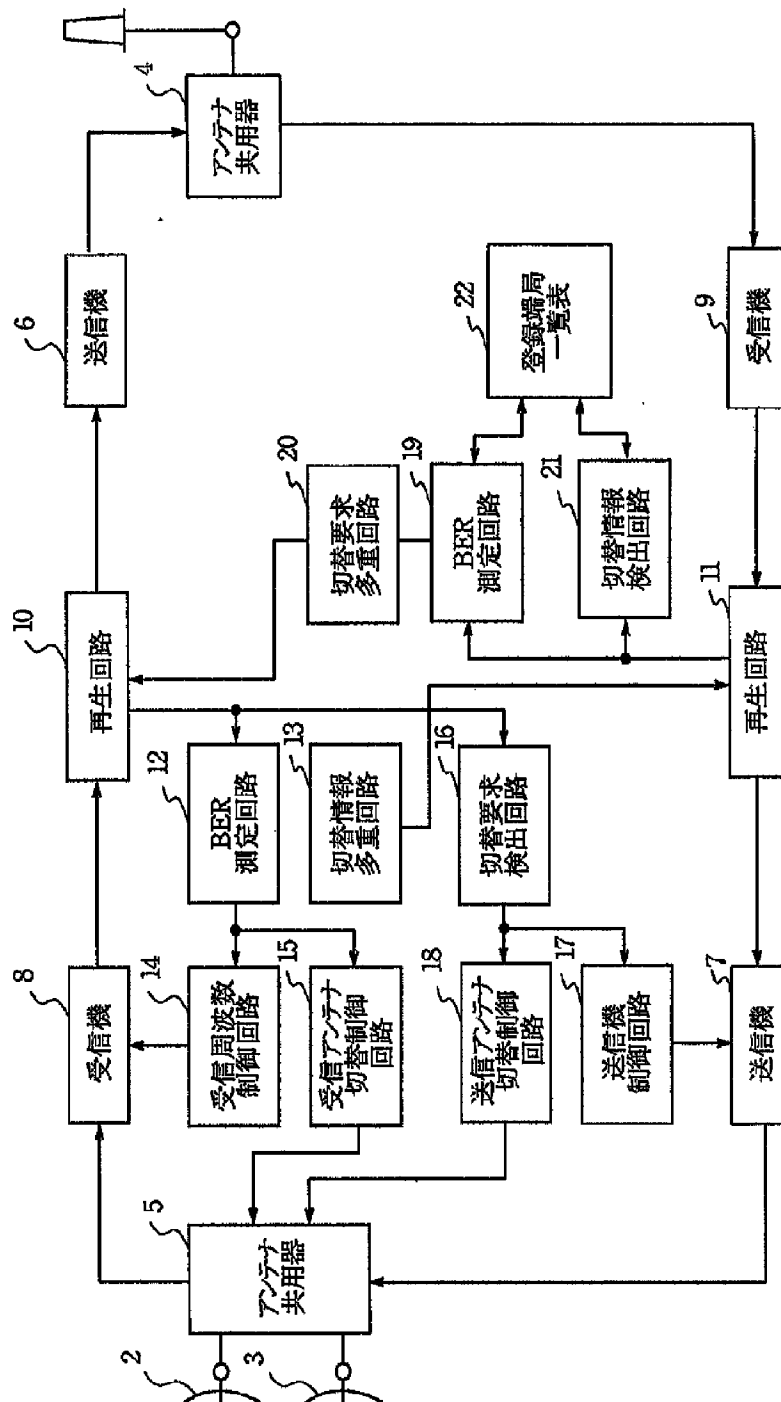 2
3
5
アンテナ
共用器
8
受信機
14
受信周波数
制御回路
15
受信アンテナ
切替制御
回路
18
送信アンテナ
切替制御
回路
17
送信機
制御回路
7
送信機
12
BER
測定回路
13
切替情報
多重回路
16
切替要求
検出回路
10
再生回路
20
切替要求
多重回路
19
BER
測定回路
21
切替情報
検出回路
11
再生回路
22
登録端局
一覧表
6
送信機
4
アンテナ
共用器
9
受信機